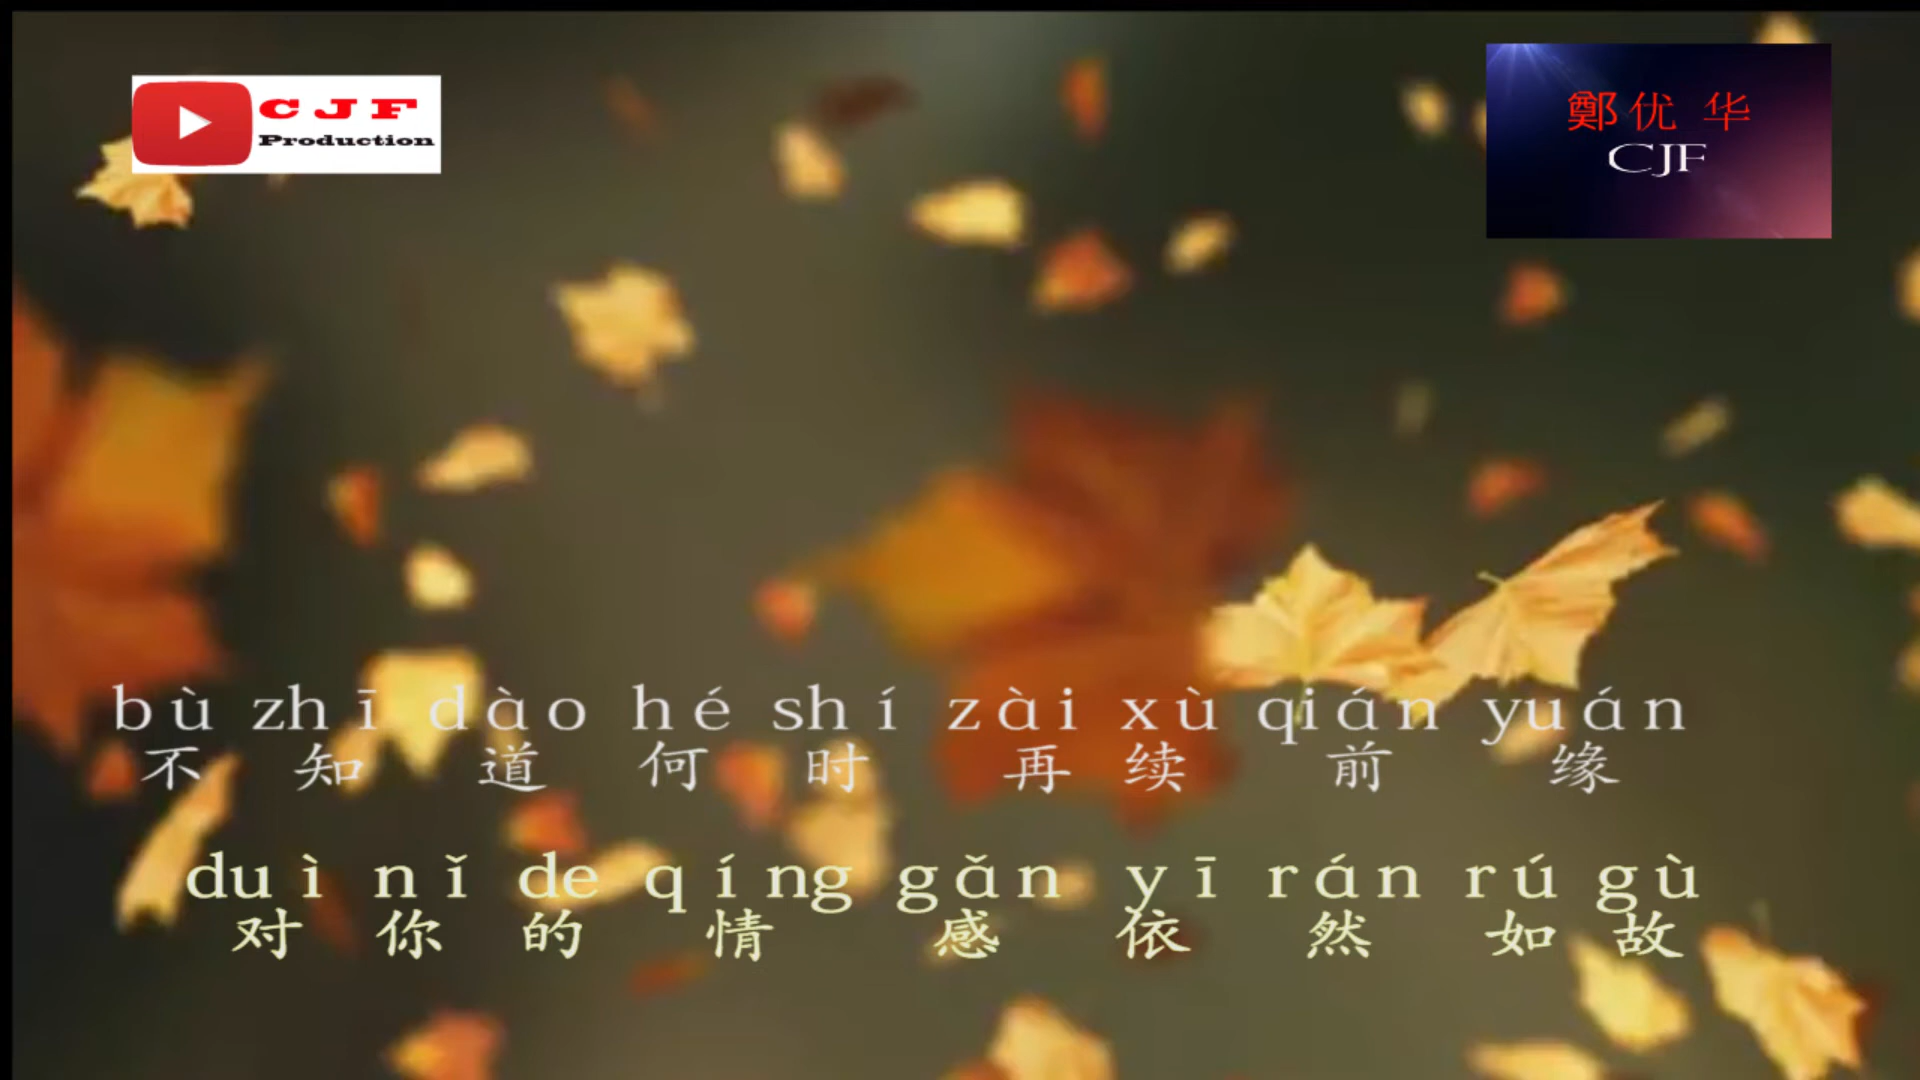 C J F
Production
鄭优 华
CJF
bù zhī dào hé shí zài xù qián yuán
不 知 道 何 时 再 续 前 缘
duì nǐ de qíng gǎn yī rán rú gù
对 你 的 情 感 依 然 如 故